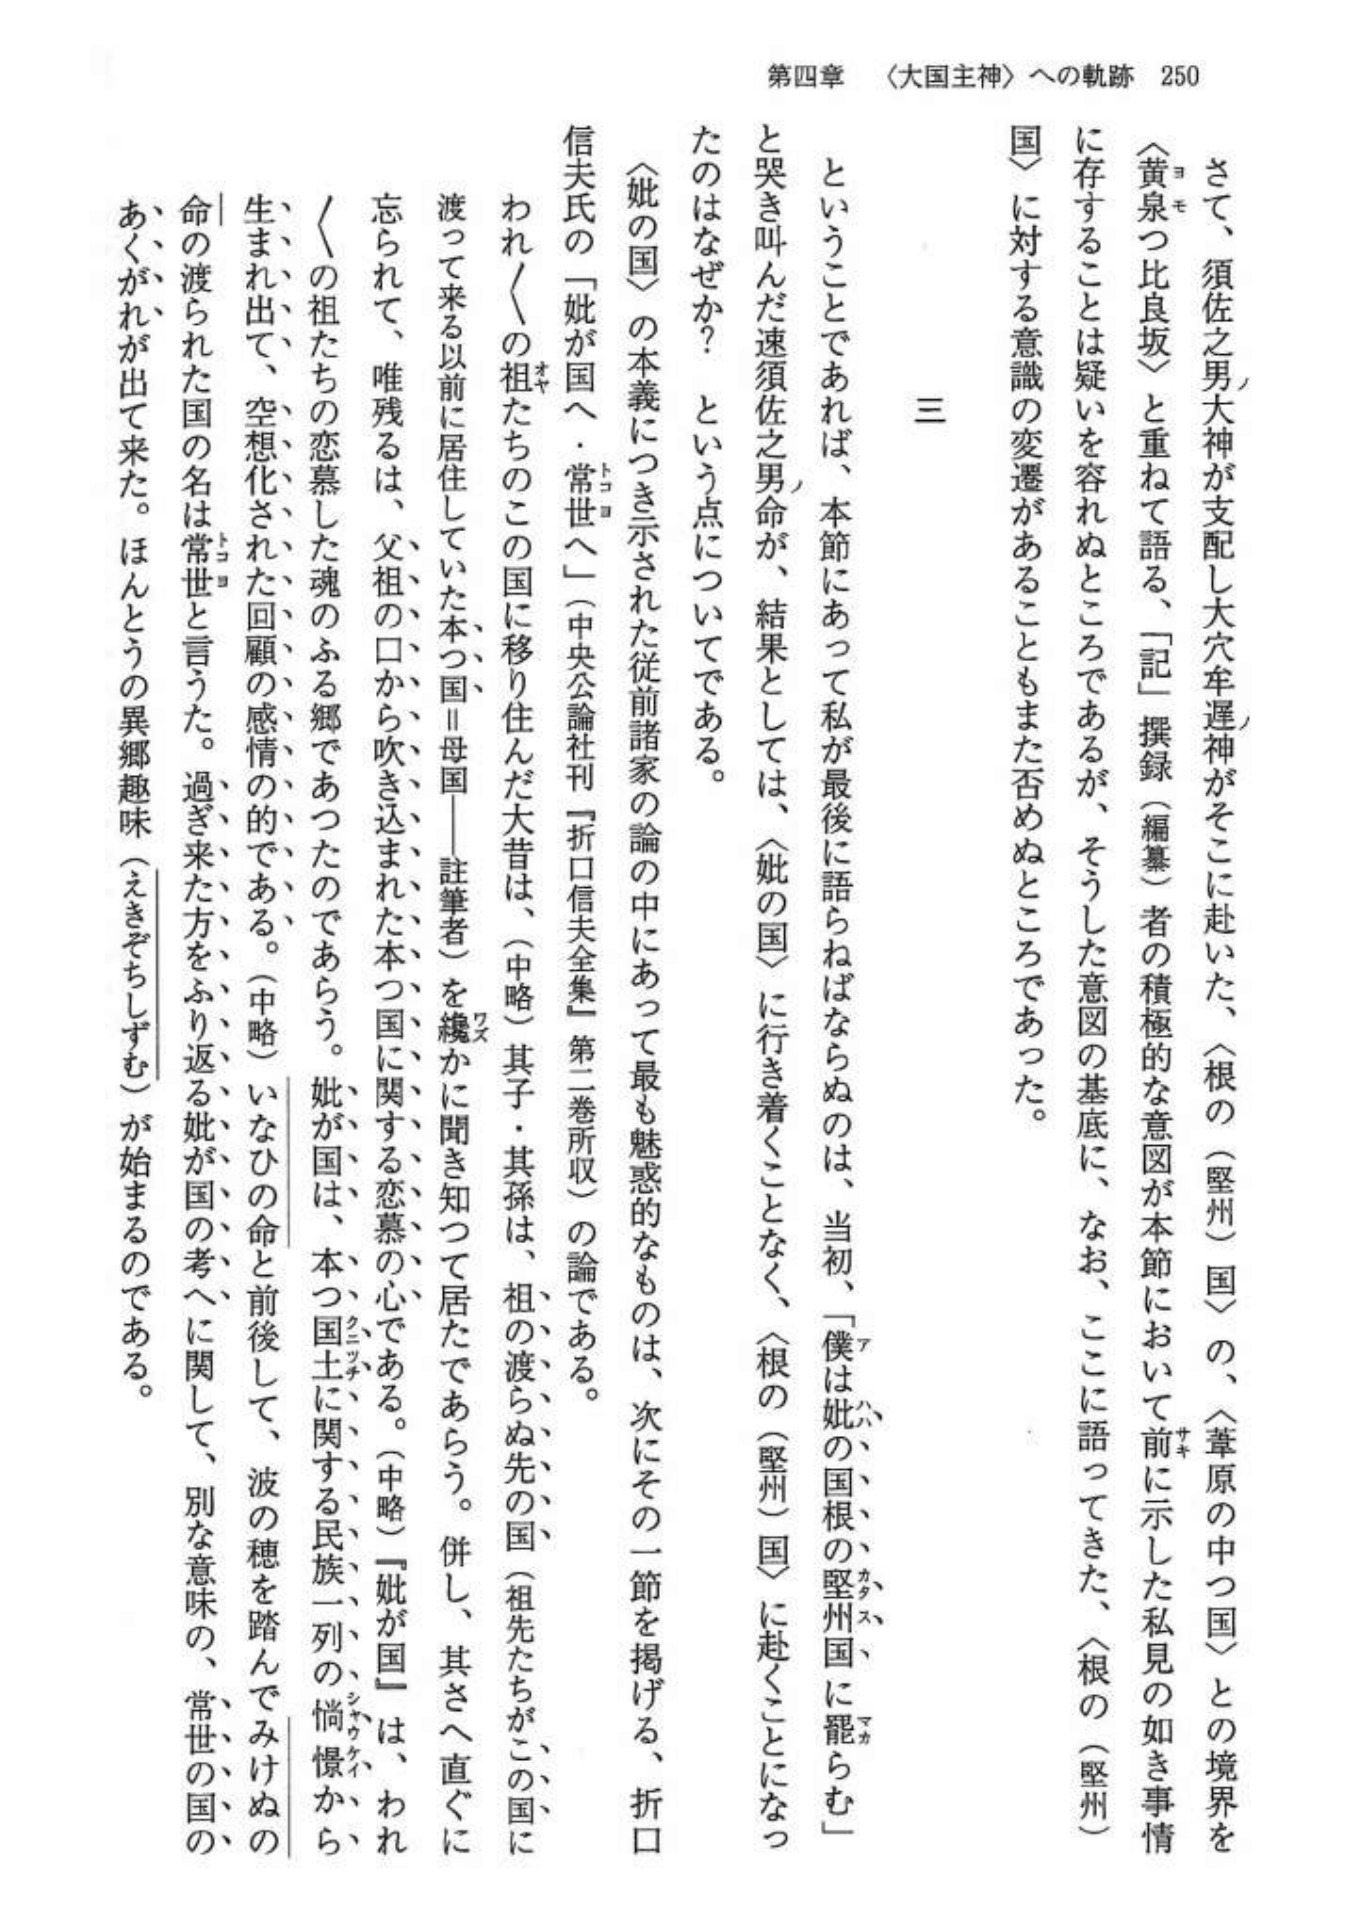 第四章　〈大国主神〉への軌跡　250
さて、須佐之男ノ大神が支配し大穴牟遅ノ神がそこに赴いた、〈根の（堅州）国〉の、〈葦原の中つ国〉との境界を
〈黄泉つ比良坂〉と重ねて語る、「記」撰録（編纂）者の積極的な意図が本節において前に示した私見の如き事情
に存することは疑いを容れぬところであるが、そうした意図の基底に、なお、ここに語ってきた、〈根の（堅州）
国〉に対する意識の変遷があることもまた否めぬところであった。
三
ということであれば、本節にあって私が最後に語らねばならぬのは、当初、「僕は妣の国根の堅州国に罷らむ」
と哭き叫んだ速須佐之男ノ命が、結果としては、〈妣の国〉に行き着くことなく、〈根の（堅州）国〉に赴くことになっ
たのはなぜか？　という点についてである。
〈妣の国〉の本義につき示された従前諸家の論の中にあって最も魅惑的なものは、次にその一節を掲げる、折口
信夫氏の「妣が国へ・常世へ」（中央公論社刊『折口信夫全集』第二巻所収）の論である。
われ〱の祖たちのこの国に移り住んだ大昔は、（中略）其子・其孫は、祖の渡らぬ先の国（祖先たちがこの国に
渡って来る以前に居住していた本つ国＝母国――註筆者）を纔かに聞き知つて居たであらう。併し、其さへ直ぐに
忘られて、唯残るは、父祖の口から吹き込まれた本つ国に関する恋慕の心である。（中略）『妣が国』は、われ
〱の祖たちの恋慕した魂のふる郷であつたのであらう。妣が国は、本つ国土に関する民族一列の惝憬から
生まれ出て、空想化された回顧の感情の的である。（中略）いなひの命と前後して、波の穂を踏んでみけぬの
命の渡られた国の名は常世と言うた。過ぎ来た方をふり返る妣が国の考へに関して、別な意味の、常世の国の
あくがれが出て来た。ほんとうの異郷趣味（えきぞちしずむ）が始まるのである。